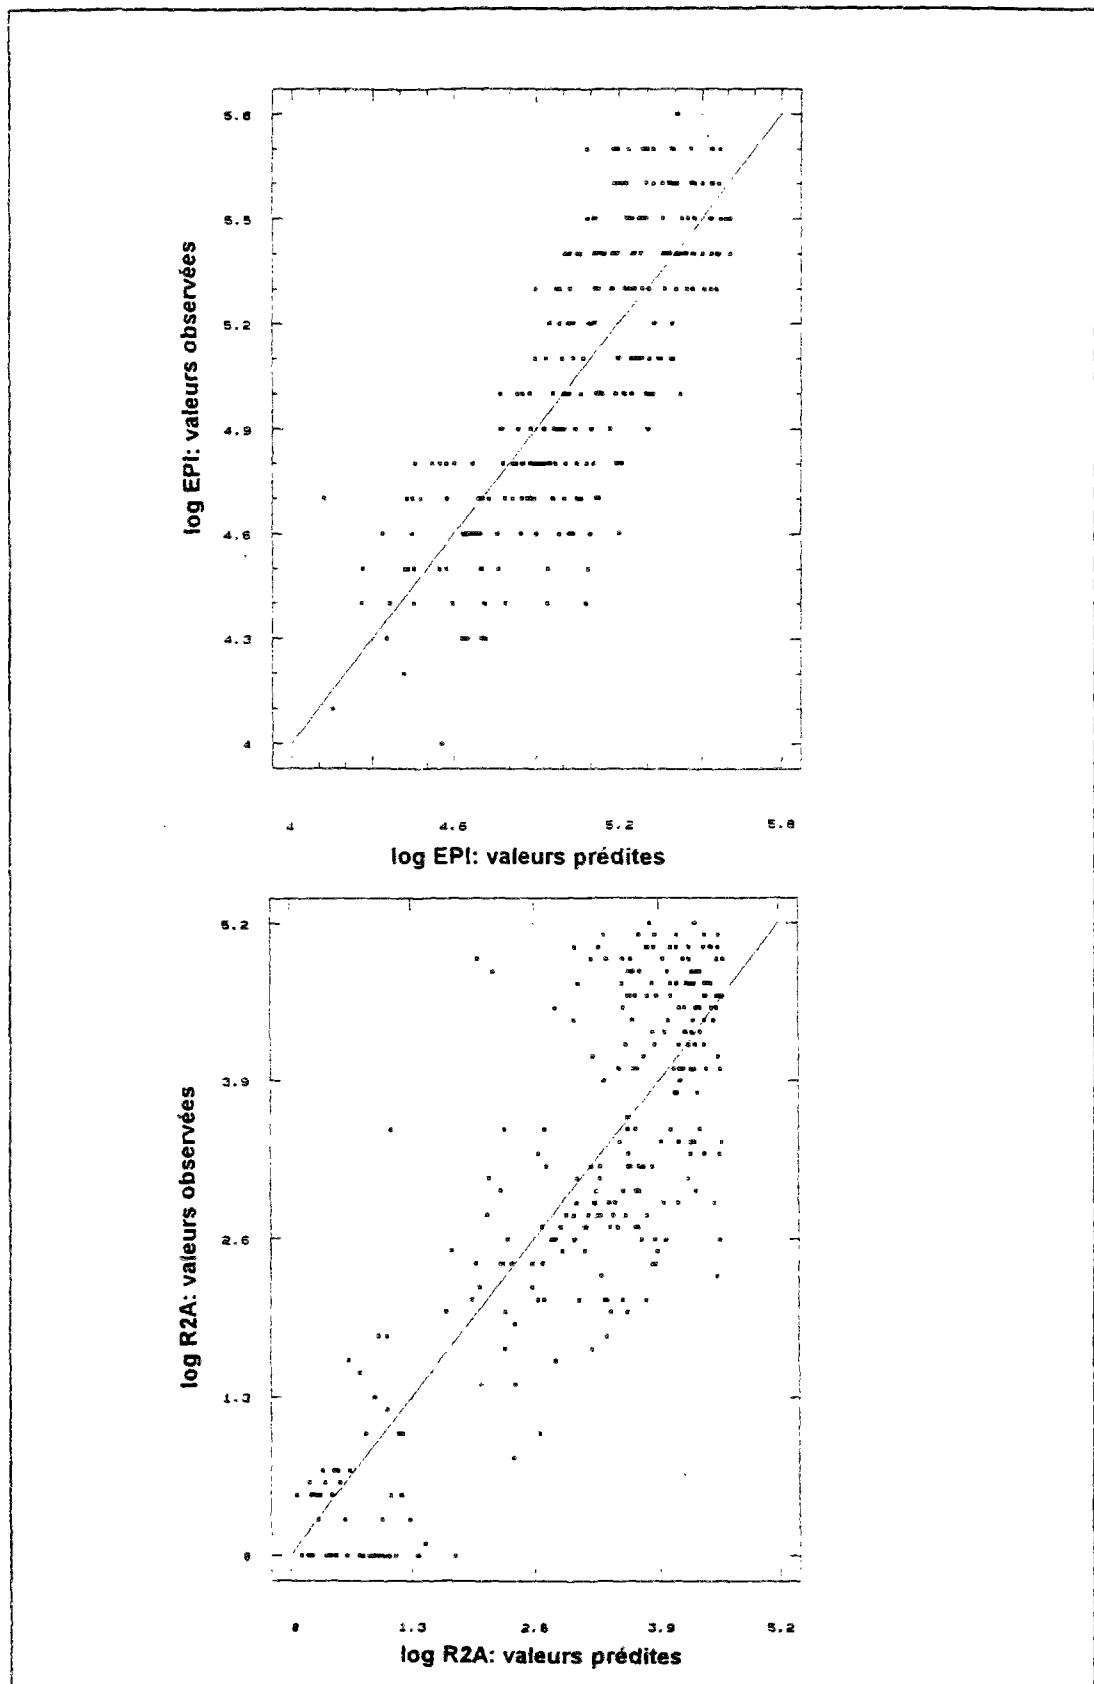 5.8
5.5
5.2
4.9
4.6
4.3
4
log EPI: valeurs observées
4 4.6 5.2 5.8
log EPI: valeurs prédites
5.2
3.9
2.6
1.3
0
log R2A: valeurs observées
0 1.3 2.6 3.9 5.2
log R2A: valeurs prédites